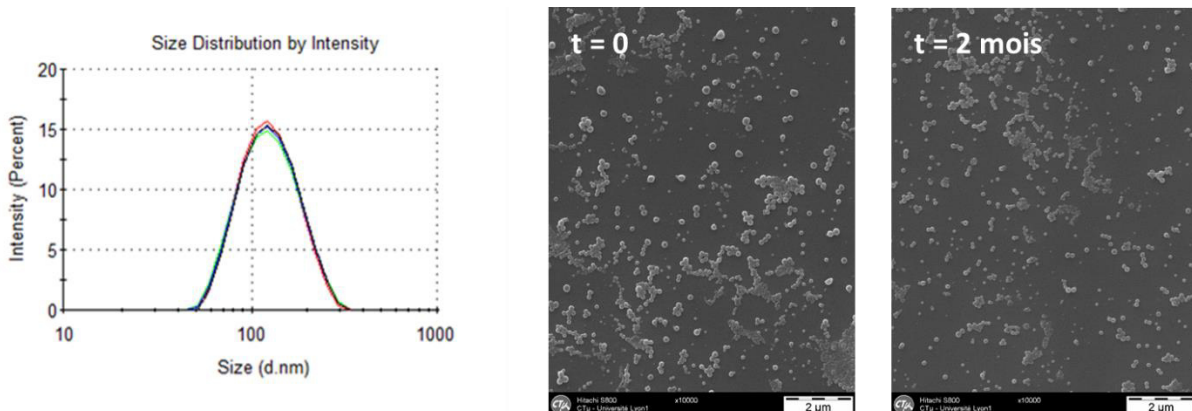 Size Distribution by Intensity
20
15
10
5
0
Intensity (Percent)
10
100
1000
Size (d.nm)
t = 0
Hitachi S800 x10000
CTµ - Université Lyon1
2 µm
t = 2 mois
Hitachi S800 x10000
CTµ - Université Lyon1
2 µm